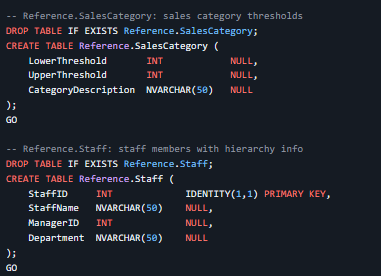 -- Reference.SalesCategory: sales category thresholds
DROP TABLE IF EXISTS Reference.SalesCategory;
CREATE TABLE Reference.SalesCategory (
    LowerThreshold      INT            NULL,
    UpperThreshold      INT            NULL,
    CategoryDescription NVARCHAR(50)   NULL
);
GO

-- Reference.Staff: staff members with hierarchy info
DROP TABLE IF EXISTS Reference.Staff;
CREATE TABLE Reference.Staff (
    StaffID    INT            IDENTITY(1,1) PRIMARY KEY,
    StaffName  NVARCHAR(50)   NULL,
    ManagerID  INT            NULL,
    Department NVARCHAR(50)   NULL
);
GO